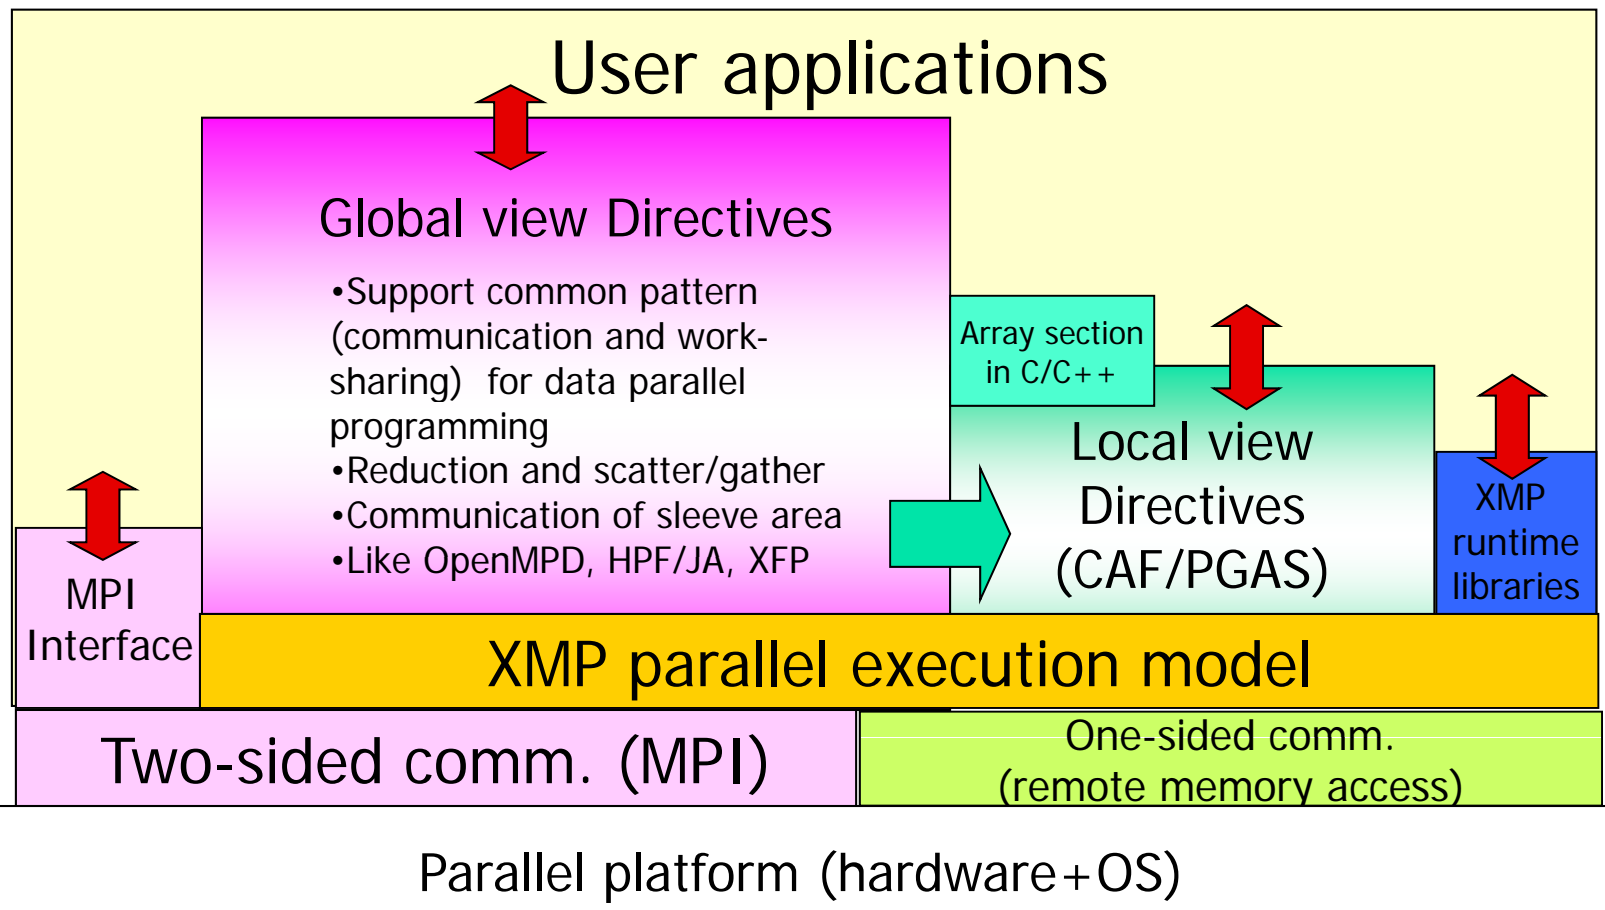 User applications
Global view Directives
•Support common pattern
(communication and work-
sharing)  for data parallel
programming
•Reduction and scatter/gather
•Communication of sleeve area
•Like OpenMPD, HPF/JA, XFP
Array section
in C/C++
Local view
Directives
(CAF/PGAS)
XMP
runtime
libraries
MPI
Interface
XMP parallel execution model
Two-sided comm. (MPI)
One-sided comm.
(remote memory access)
Parallel platform (hardware+OS)